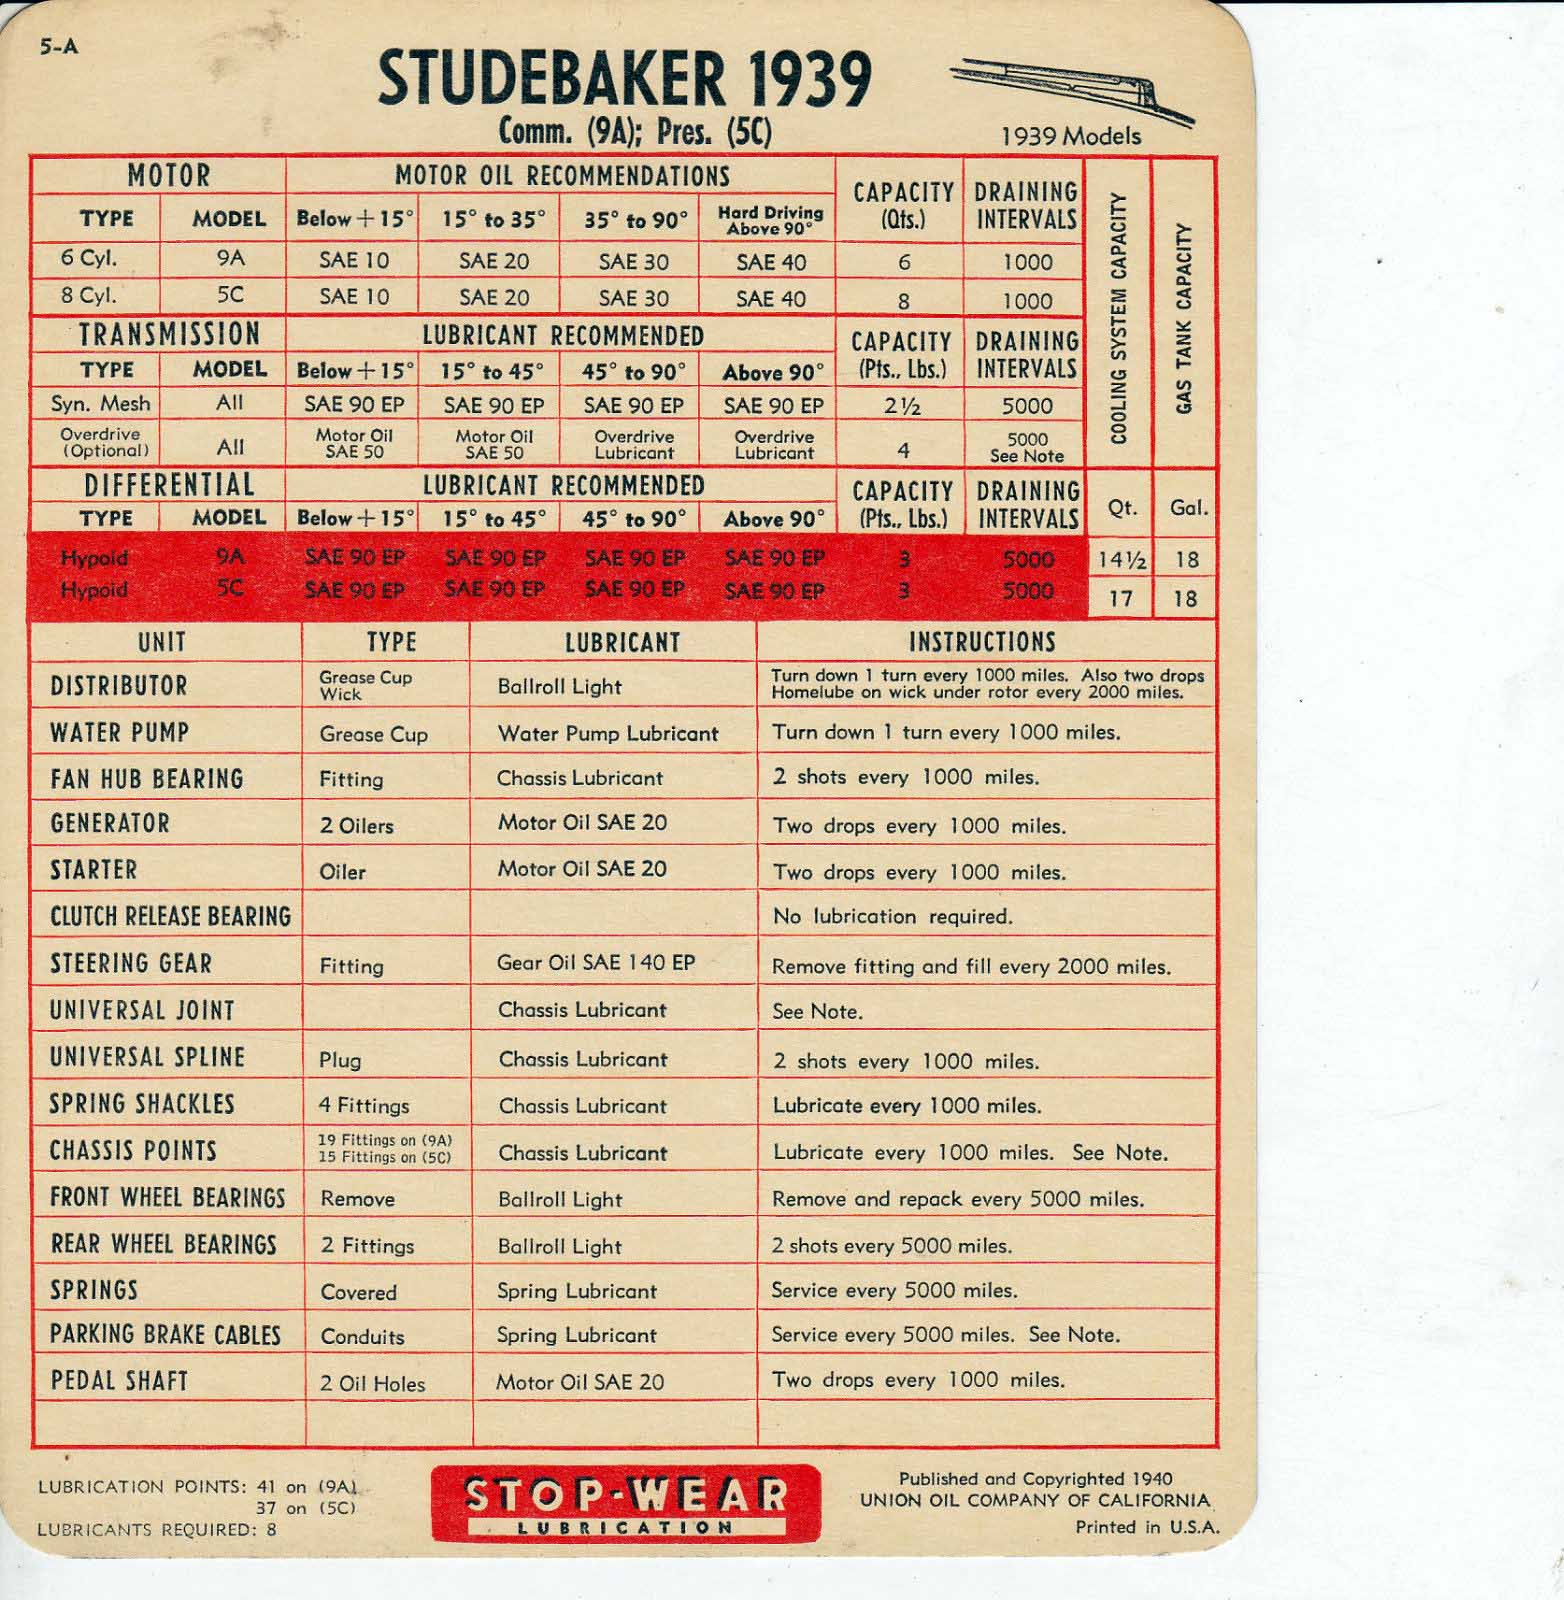 5-A
STUDEBAKER 1939
Comm. (9A); Pres. (5C)
1939 Models
MOTOR MOTOR OIL RECOMMENDATIONS CAPACITY (Qts.) DRAINING INTERVALS COOLING SYSTEM CAPACITY GAS TANK CAPACITY
TYPE MODEL Below +15° 15° to 35° 35° to 90° Hard Driving Above 90°
6 Cyl. 9A SAE 10 SAE 20 SAE 30 SAE 40 6 1000
8 Cyl. 5C SAE 10 SAE 20 SAE 30 SAE 40 8 1000
TRANSMISSION LUBRICANT RECOMMENDED CAPACITY (Pts., Lbs.) DRAINING INTERVALS
TYPE MODEL Below +15° 15° to 45° 45° to 90° Above 90°
Syn. Mesh All SAE 90 EP SAE 90 EP SAE 90 EP SAE 90 EP 2½ 5000
Overdrive (Optional) All Motor Oil SAE 50 Motor Oil SAE 50 Overdrive Lubricant Overdrive Lubricant 4 5000 See Note
DIFFERENTIAL LUBRICANT RECOMMENDED CAPACITY (Pts., Lbs.) DRAINING INTERVALS Qt. Gal.
TYPE MODEL Below +15° 15° to 45° 45° to 90° Above 90°
Hypoid 9A SAE 90 EP SAE 90 EP SAE 90 EP SAE 90 EP 3 5000 14½ 18
Hypoid 5C SAE 90 EP SAE 90 EP SAE 90 EP SAE 90 EP 3 5000 17 18
UNIT TYPE LUBRICANT INSTRUCTIONS
DISTRIBUTOR Grease Cup Wick Ballroll Light Turn down 1 turn every 1000 miles. Also two drops Homelube on wick under rotor every 2000 miles.
WATER PUMP Grease Cup Water Pump Lubricant Turn down 1 turn every 1000 miles.
FAN HUB BEARING Fitting Chassis Lubricant 2 shots every 1000 miles.
GENERATOR 2 Oilers Motor Oil SAE 20 Two drops every 1000 miles.
STARTER Oiler Motor Oil SAE 20 Two drops every 1000 miles.
CLUTCH RELEASE BEARING No lubrication required.
STEERING GEAR Fitting Gear Oil SAE 140 EP Remove fitting and fill every 2000 miles.
UNIVERSAL JOINT Chassis Lubricant See Note.
UNIVERSAL SPLINE Plug Chassis Lubricant 2 shots every 1000 miles.
SPRING SHACKLES 4 Fittings Chassis Lubricant Lubricate every 1000 miles.
CHASSIS POINTS 19 Fittings on (9A) 15 Fittings on (5C) Chassis Lubricant Lubricate every 1000 miles. See Note.
FRONT WHEEL BEARINGS Remove Ballroll Light Remove and repack every 5000 miles.
REAR WHEEL BEARINGS 2 Fittings Ballroll Light 2 shots every 5000 miles.
SPRINGS Covered Spring Lubricant Service every 5000 miles.
PARKING BRAKE CABLES Conduits Spring Lubricant Service every 5000 miles. See Note.
PEDAL SHAFT 2 Oil Holes Motor Oil SAE 20 Two drops every 1000 miles.
LUBRICATION POINTS: 41 on (9A)
37 on (5C)
LUBRICANTS REQUIRED: 8
STOP-WEAR
LUBRICATION
Published and Copyrighted 1940
UNION OIL COMPANY OF CALIFORNIA
Printed in U.S.A.